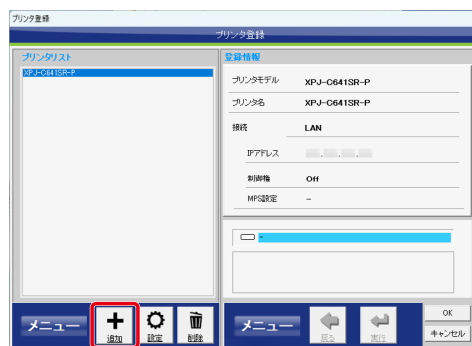 プリンタ登録
プリンタ登録
プリンタリスト
XPJ-C641SR-P
登録情報
プリンタモデル XPJ-C641SR-P
プリンタ名 XPJ-C641SR-P
接続 LAN
IPアドレス
制御権 Off
MPS設定 -
-
メニュー 追加 設定 削除
メニュー 戻る 実行
OK
キャンセル